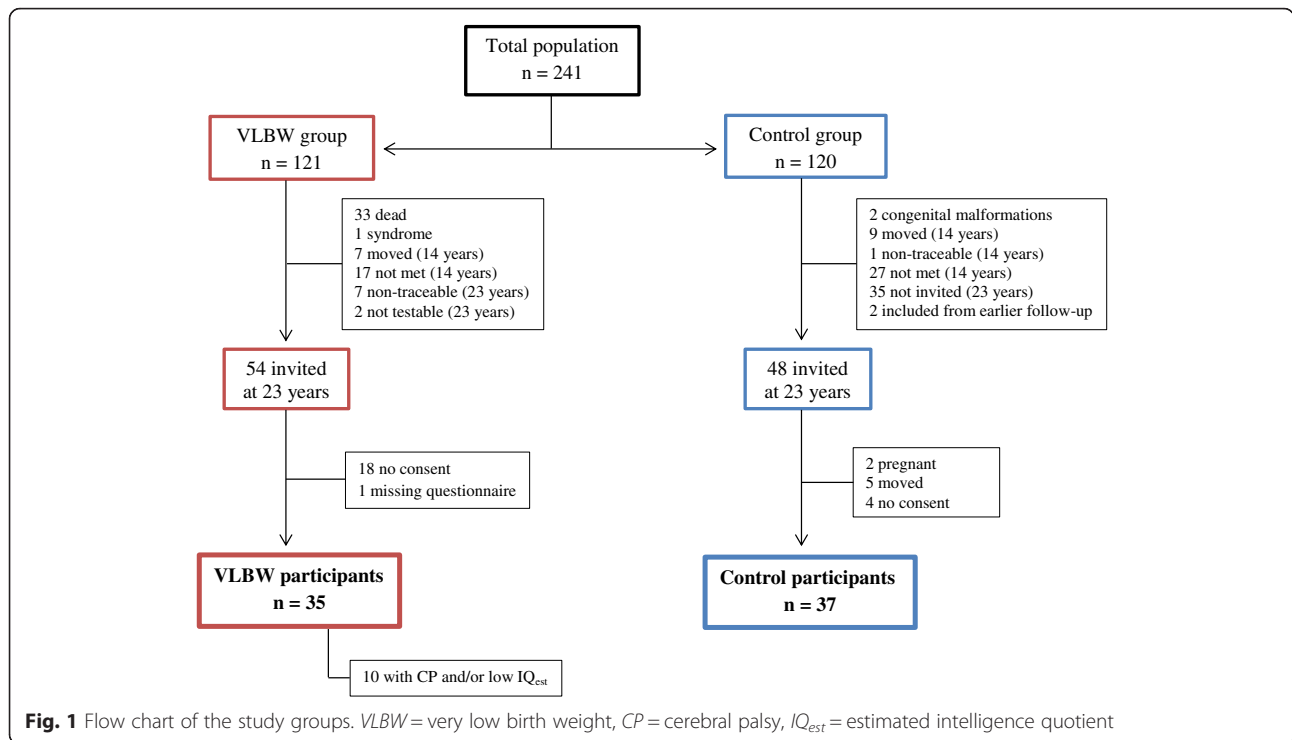 Total population
n = 241
VLBW group
n = 121
Control group
n = 120
33 dead
1 syndrome
7 moved (14 years)
17 not met (14 years)
7 non-traceable (23 years)
2 not testable (23 years)
2 congenital malformations
9 moved (14 years)
1 non-traceable (14 years)
27 not met (14 years)
35 not invited (23 years)
2 included from earlier follow-up
54 invited
at 23 years
48 invited
at 23 years
18 no consent
1 missing questionnaire
2 pregnant
5 moved
4 no consent
VLBW participants
n = 35
Control participants
n = 37
10 with CP and/or low IQest
Fig. 1 Flow chart of the study groups. VLBW = very low birth weight, CP = cerebral palsy, IQest = estimated intelligence quotient